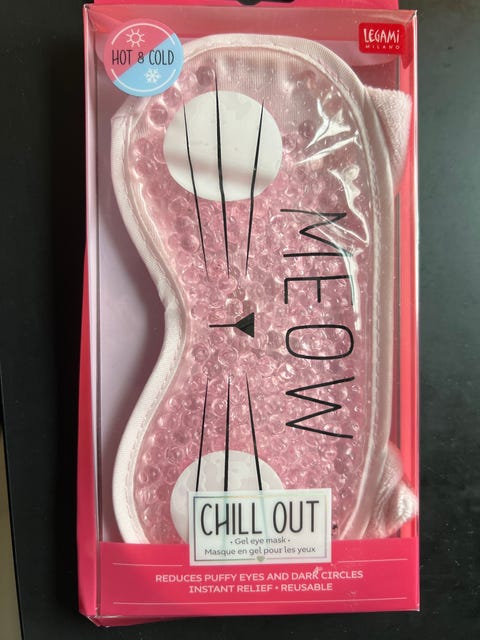 HOT & COLD
LEGAMI
MILANO
MEOW
CHILL OUT
• Gel eye mask •
Masque en gel pour les yeux
REDUCES PUFFY EYES AND DARK CIRCLES
INSTANT RELIEF • REUSABLE